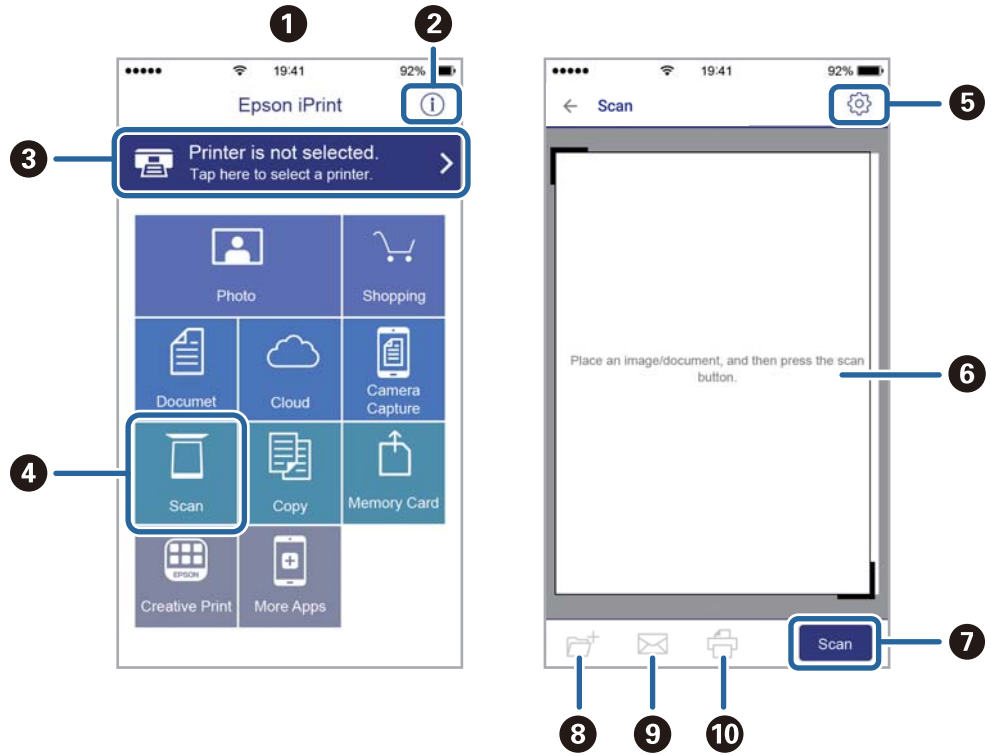 1
2
19:41
92%
Epson iPrint
i
3
Printer is not selected.
Tap here to select a printer.
Photo
Shopping
Documet
Cloud
Camera
Capture
4
Scan
Copy
Memory Card
EPSON
Creative Print
More Apps
19:41
92%
Scan
5
Place an image/document, and then press the scan
button.
6
Scan
7
8
9
10